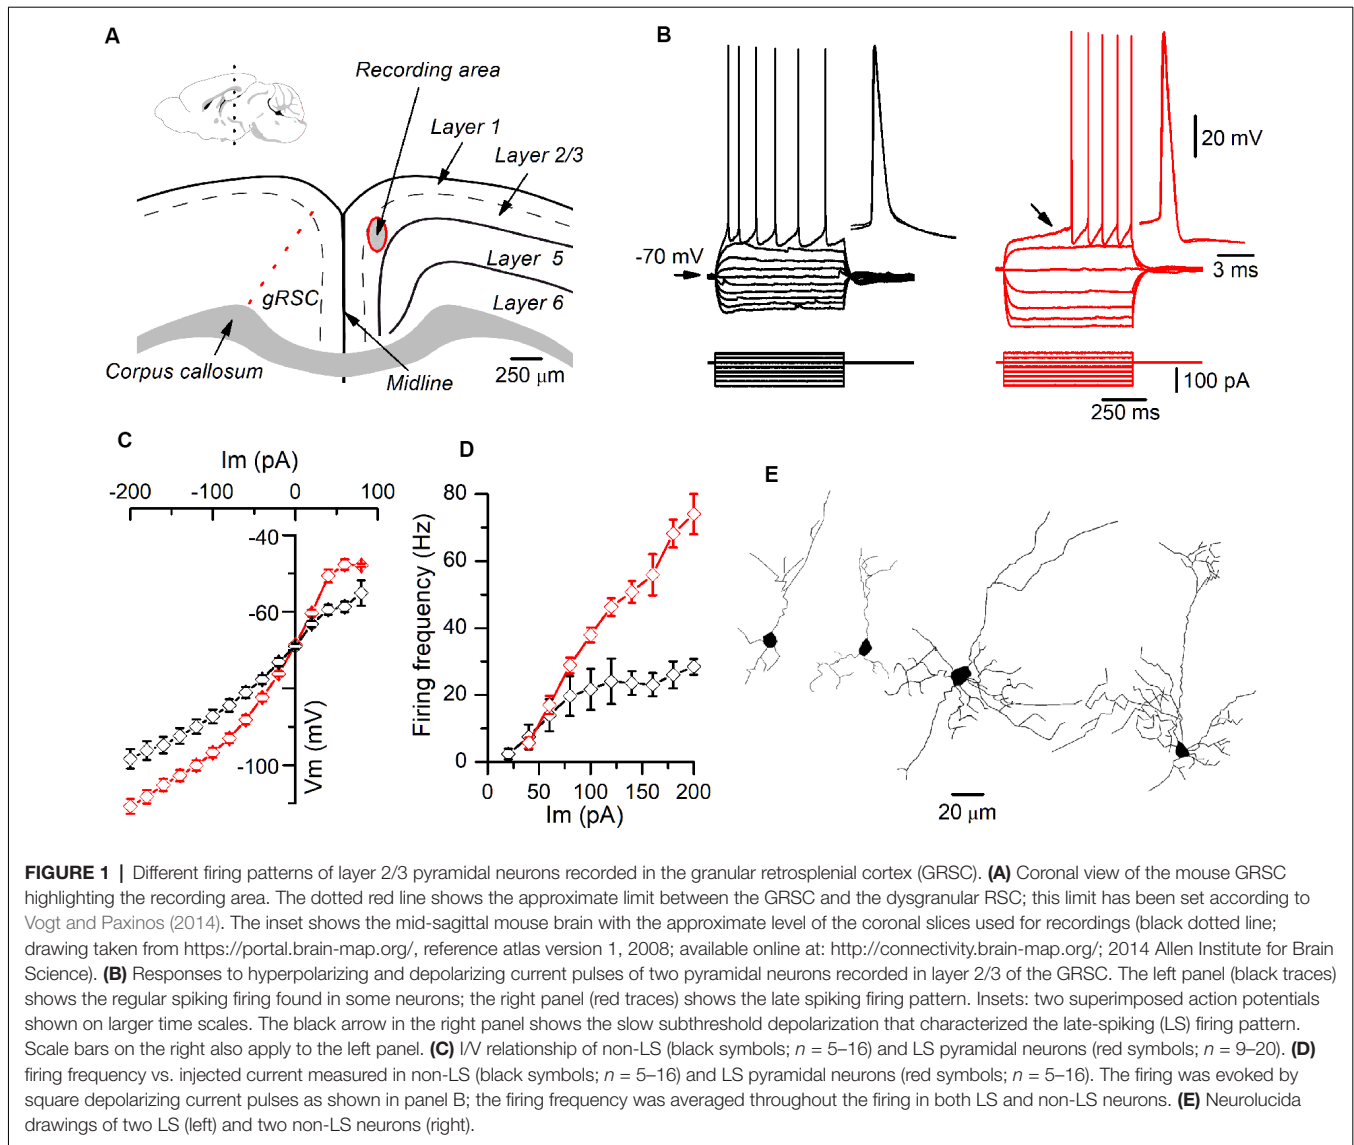 A
Recording area
Layer 1
Layer 2/3
Layer 5
Layer 6
gRSC
Corpus callosum
Midline
250 μm
B
-70 mV
20 mV
3 ms
100 pA
250 ms
C
Im (pA)
-200 -100 0 100
-40
-60
-100
Vm (mV)
D
Firing frequency (Hz)
80
60
40
20
0
0 50 100 150 200
Im (pA)
E
20 μm
FIGURE 1 | Different firing patterns of layer 2/3 pyramidal neurons recorded in the granular retrosplenial cortex (GRSC). (A) Coronal view of the mouse GRSC
highlighting the recording area. The dotted red line shows the approximate limit between the GRSC and the dysgranular RSC; this limit has been set according to
Vogt and Paxinos (2014). The inset shows the mid-sagittal mouse brain with the approximate level of the coronal slices used for recordings (black dotted line;
drawing taken from https://portal.brain-map.org/, reference atlas version 1, 2008; available online at: http://connectivity.brain-map.org/; 2014 Allen Institute for Brain
Science). (B) Responses to hyperpolarizing and depolarizing current pulses of two pyramidal neurons recorded in layer 2/3 of the GRSC. The left panel (black traces)
shows the regular spiking firing found in some neurons; the right panel (red traces) shows the late spiking firing pattern. Insets: two superimposed action potentials
shown on larger time scales. The black arrow in the right panel shows the slow subthreshold depolarization that characterized the late-spiking (LS) firing pattern.
Scale bars on the right also apply to the left panel. (C) I/V relationship of non-LS (black symbols; n = 5–16) and LS pyramidal neurons (red symbols; n = 9–20). (D)
firing frequency vs. injected current measured in non-LS (black symbols; n = 5–16) and LS pyramidal neurons (red symbols; n = 5–16). The firing was evoked by
square depolarizing current pulses as shown in panel B; the firing frequency was averaged throughout the firing in both LS and non-LS neurons. (E) Neurolucida
drawings of two LS (left) and two non-LS neurons (right).